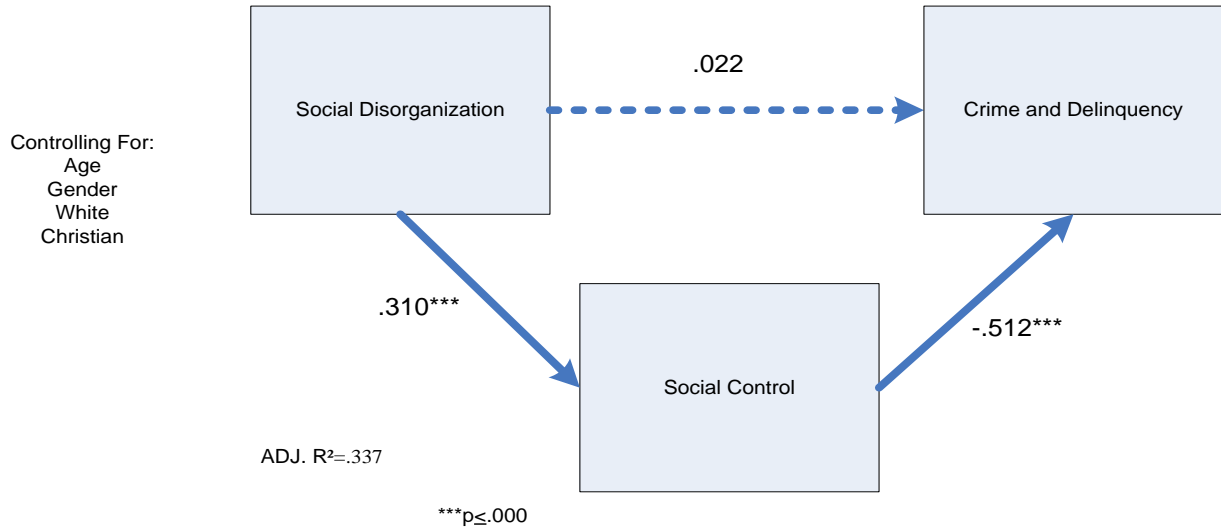 .022
Social Disorganization
Crime and Delinquency
Controlling For:
Age
Gender
White
Christian
.310***
-.512***
Social Control
ADJ. R²=.337
***p≤.000